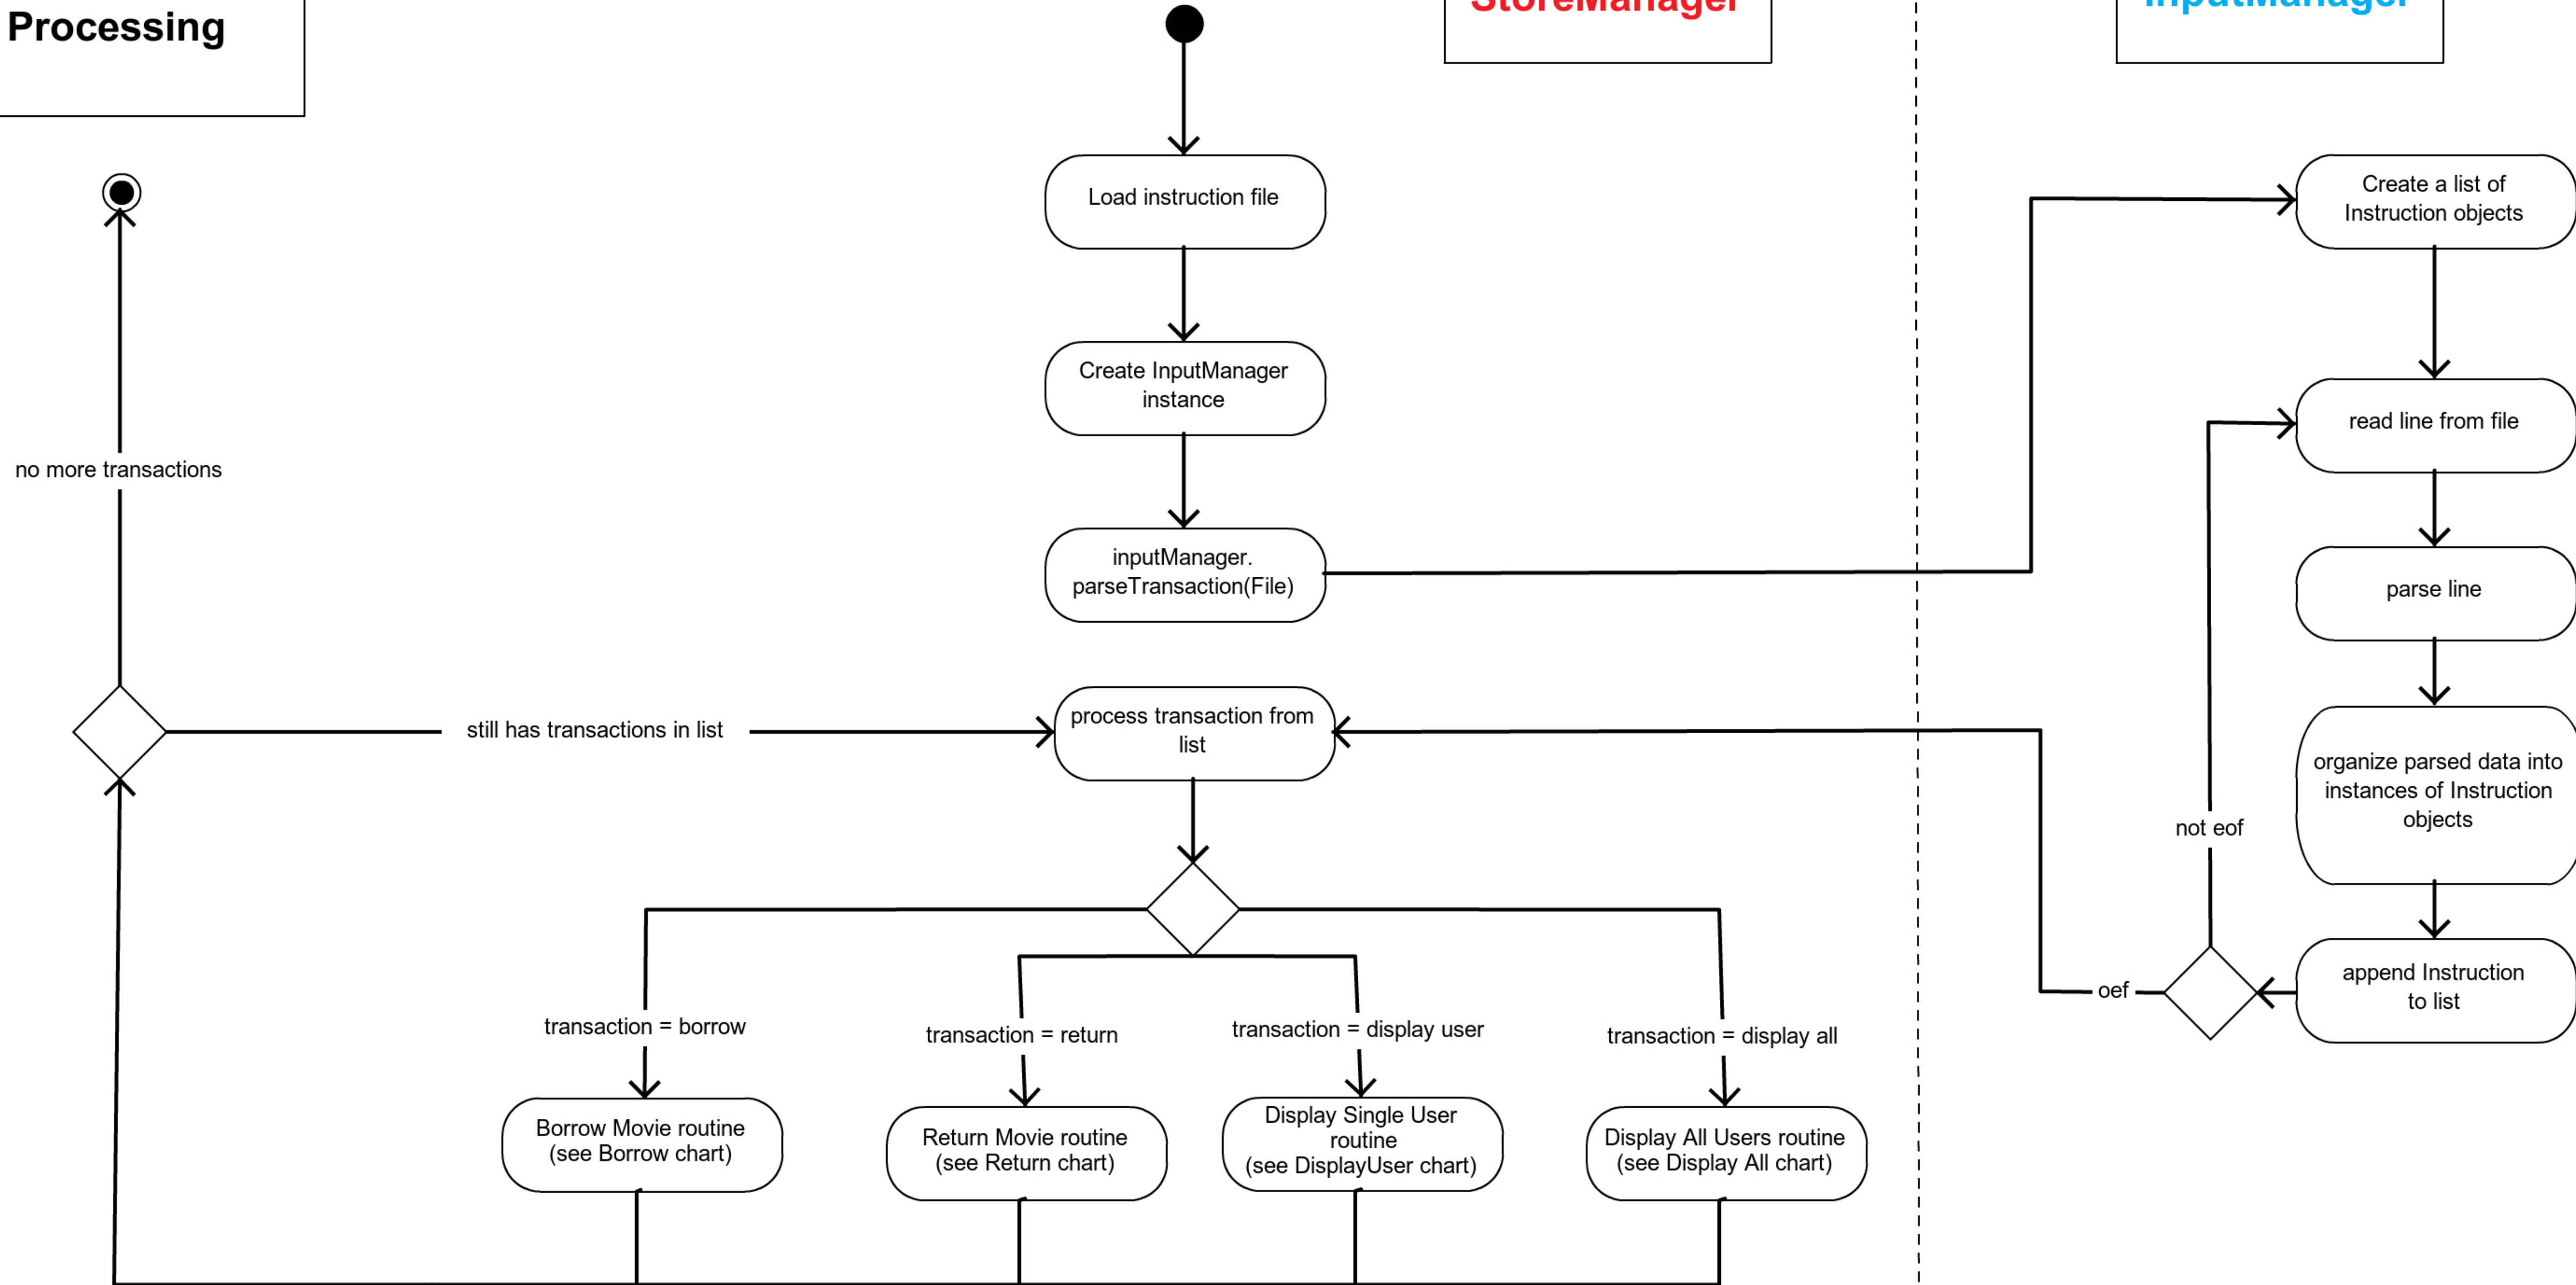 Processing
StoreManager
InputManager
Load instruction file
Create InputManager
instance
inputManager.
parseTransaction(File)
no more transactions
still has transactions in list
process transaction from
list
transaction = borrow
transaction = return
transaction = display user
transaction = display all
Borrow Movie routine
(see Borrow chart)
Return Movie routine
(see Return chart)
Display Single User
routine
(see DisplayUser chart)
Display All Users routine
(see Display All chart)
Create a list of
Instruction objects
read line from file
parse line
organize parsed data into
instances of Instruction
objects
append Instruction
to list
not eof
oef